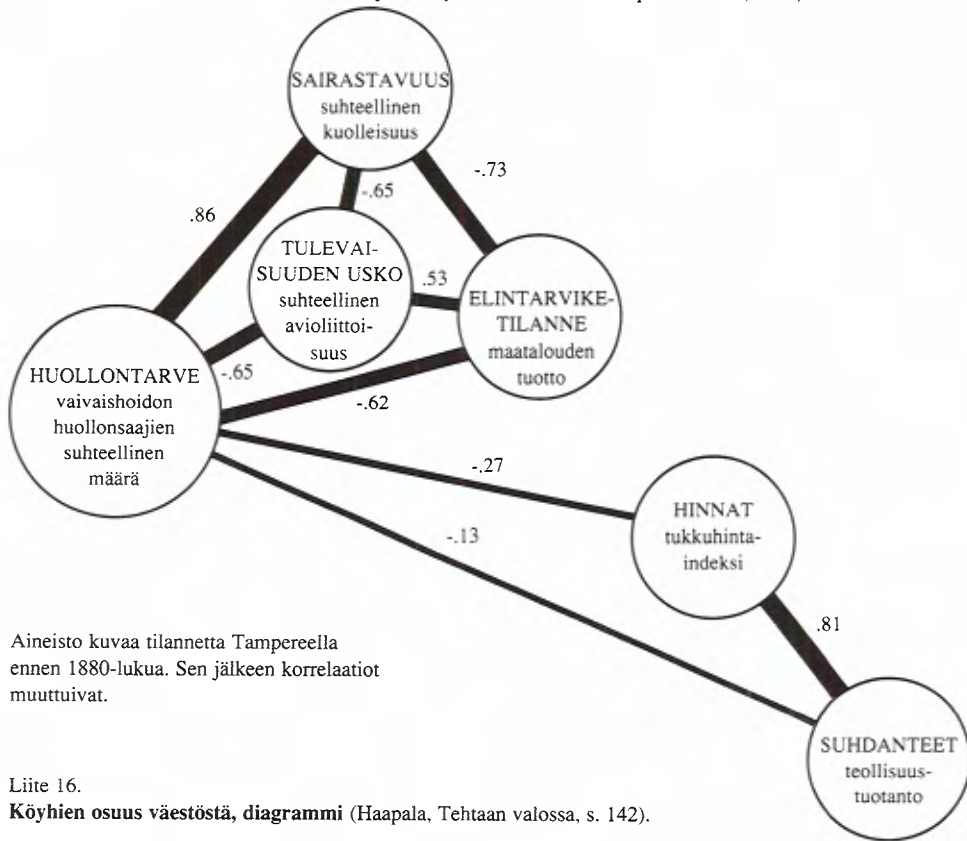 SAIRASTAVUUS
suhteellinen
kuolleisuus
-.73
.86
-.65
TULEVAI-
SUUDEN USKO
suhteellinen
avioliittoi-
suus
.53
ELINTARVIKE-
TILANNE
maatalouden
tuotto
HUOLLONTARVE
vaivaishoidon
huollonsaajien
suhteellinen
määrä
-.65
-.62
-.27
HINNAT
tukkuhinta-
indeksi
-.13
.81
Aineisto kuvaa tilannetta Tampereella
ennen 1880-lukua. Sen jälkeen korrelaatiot
muuttuivat.
SUHDANTEET
teollisuus-
tuotanto
Liite 16.
Köyhien osuus väestöstä, diagrammi (Haapala, Tehtaan valossa, s. 142).